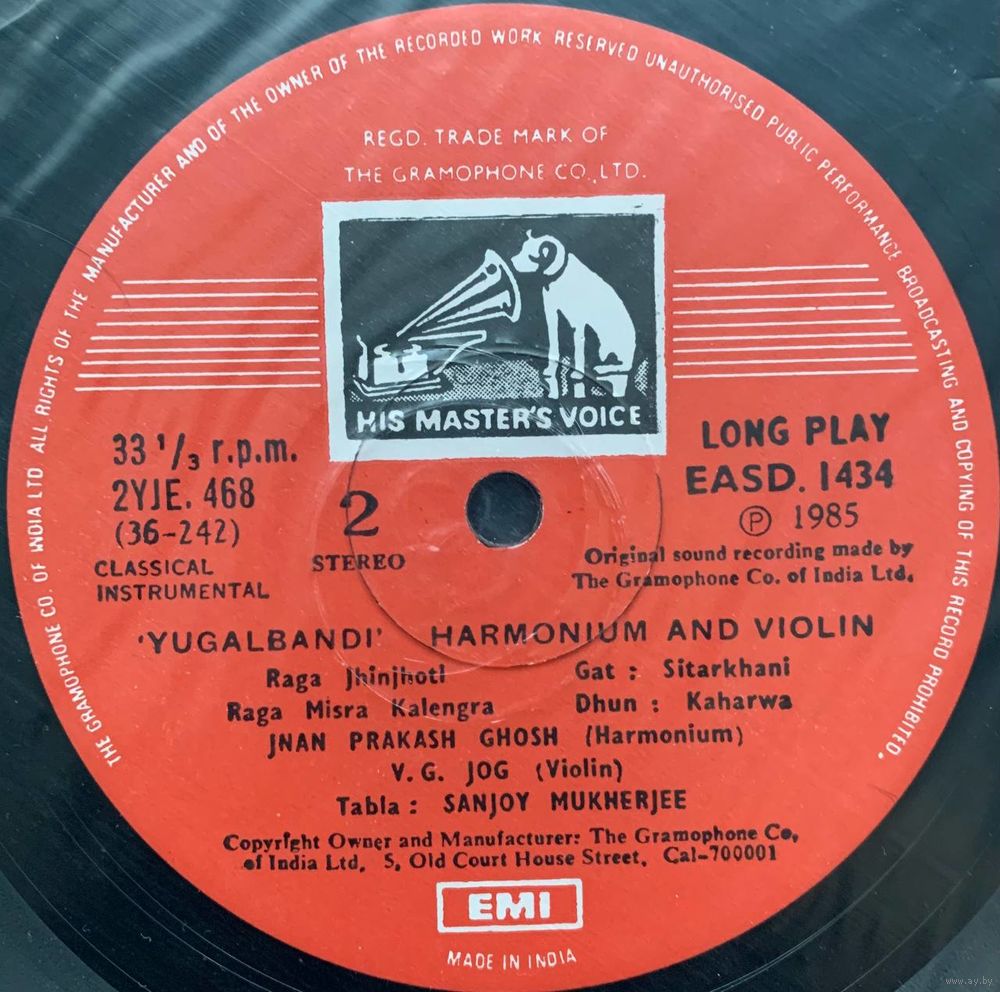 THE GRAMOPHONE CO. OF INDIA LTD ALL RIGHTS OF THE MANUFACTURER AND OF THE OWNER OF THE RECORDED WORK RESERVED UNAUTHORISED PUBLIC PERFORMANCE BROADCASTING AND COPYING OF THIS RECORD PROHIBITED.
REGD. TRADE MARK OF
THE GRAMOPHONE CO., LTD.
HIS MASTER'S VOICE
33 1/3 r.p.m.
2YJE. 468
(36-242)
CLASSICAL
INSTRUMENTAL
2
STEREO
LONG PLAY
EASD. 1434
Ⓟ 1985
Original sound recording made by
The Gramophone Co. of India Ltd.
'YUGALBANDI' HARMONIUM AND VIOLIN
Raga Jhinjhoti Gat : Sitarkhani
Raga Misra Kalengra Dhun : Kaharwa
JNAN PRAKASH GHOSH (Harmonium)
V. G. JOG (Violin)
Tabla : SANJOY MUKHERJEE
Copyright Owner and Manufacturer: The Gramophone Co.
of India Ltd. 5, Old Court House Street, Cal-700001
EMI
MADE IN INDIA
www.ay.by